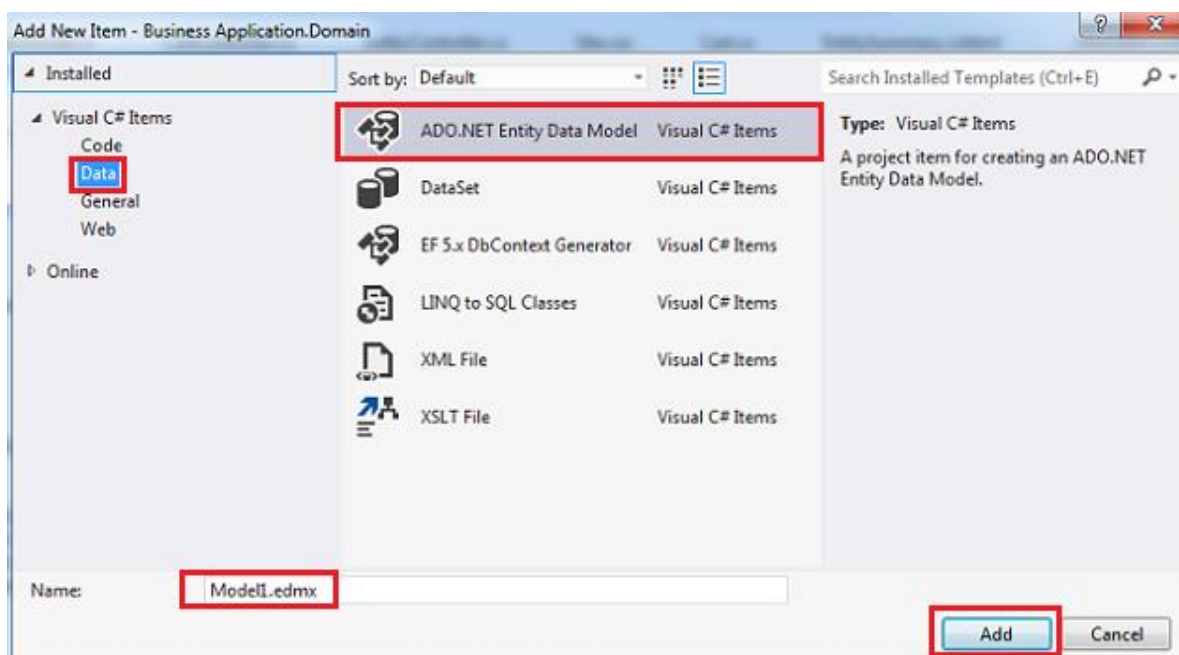 Add New Item - Business Application.Domain
Installed
Sort by: Default
Search Installed Templates (Ctrl+E)
Visual C# Items
Code
Data
General
Web
Online
ADO.NET Entity Data Model Visual C# Items
DataSet Visual C# Items
EF 5.x DbContext Generator Visual C# Items
LINQ to SQL Classes Visual C# Items
XML File Visual C# Items
XSLT File Visual C# Items
Type: Visual C# Items
A project item for creating an ADO.NET
Entity Data Model.
Name: Model1.edmx
Add Cancel